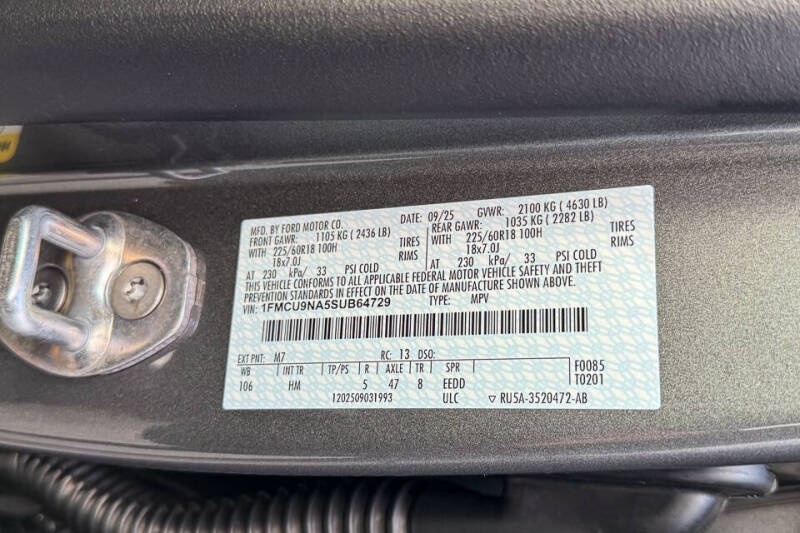 MFD. BY FORD MOTOR CO. DATE: 09/25 GVWR: 2100 KG ( 4630 LB)
FRONT GAWR: 1105 KG ( 2436 LB) REAR GAWR: 1035 KG ( 2282 LB)
WITH 225/60R18 100H TIRES WITH 225/60R18 100H TIRES
18x7.0J RIMS 18x7.0J RIMS
AT 230 kPa/ 33 PSI COLD AT 230 kPa/ 33 PSI COLD
THIS VEHICLE CONFORMS TO ALL APPLICABLE FEDERAL MOTOR VEHICLE SAFETY AND THEFT
PREVENTION STANDARDS IN EFFECT ON THE DATE OF MANUFACTURE SHOWN ABOVE.
VIN: 1FMCU9NA5SUB64729 TYPE: MPV
EXT PNT: M7 RC: 13 DSO:
WB INT TR TP/PS R AXLE TR SPR F0085
106 HM 5 47 8 EEDD T0201
1202509031993 ULC RU5A-3520472-AB